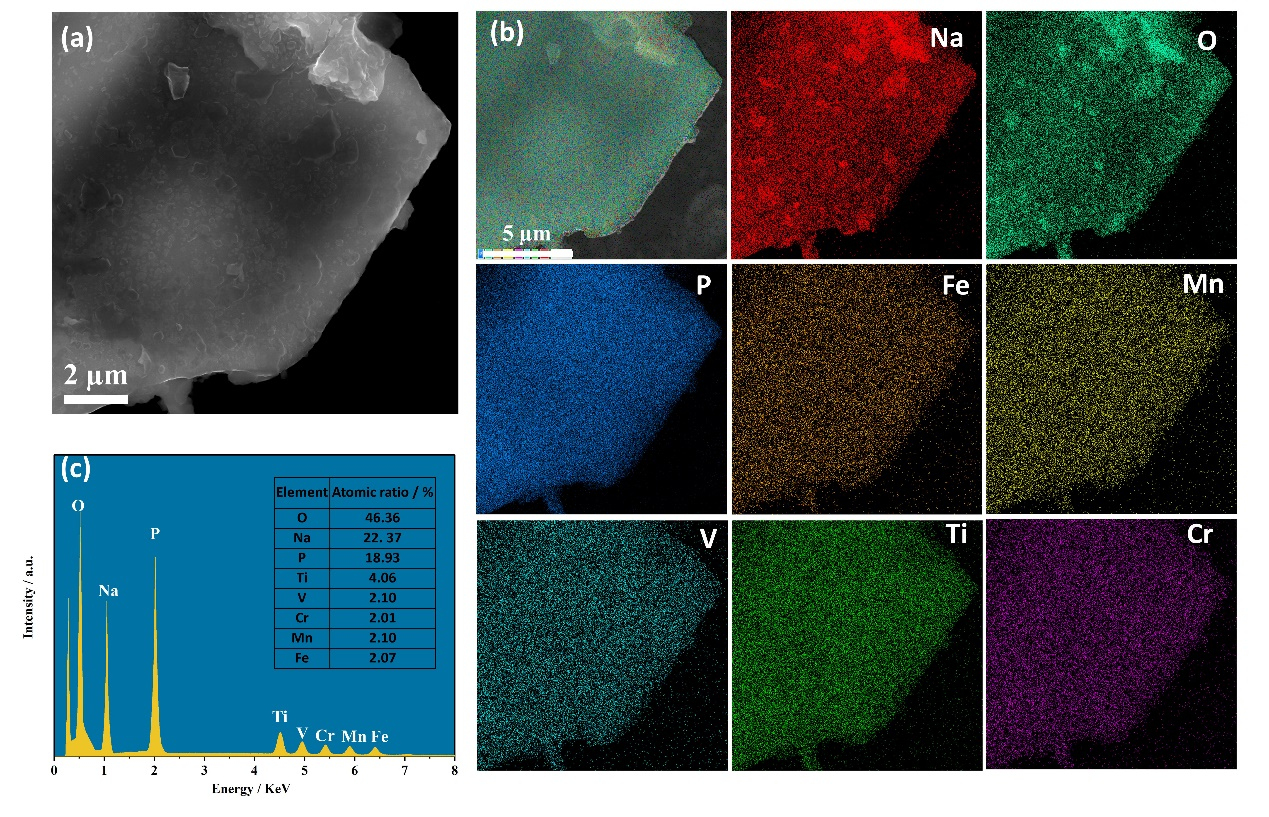 (a)
2 μm
(b)
5 μm
Na
O
P
Fe
Mn
V
Ti
Cr
(c)
Intensity / a.u.
O
Na
P
Ti
V
Cr
Mn
Fe
Element Atomic ratio / %
O 46.36
Na 22. 37
P 18.93
Ti 4.06
V 2.10
Cr 2.01
Mn 2.10
Fe 2.07
0 1 2 3 4 5 6 7 8
Energy / KeV